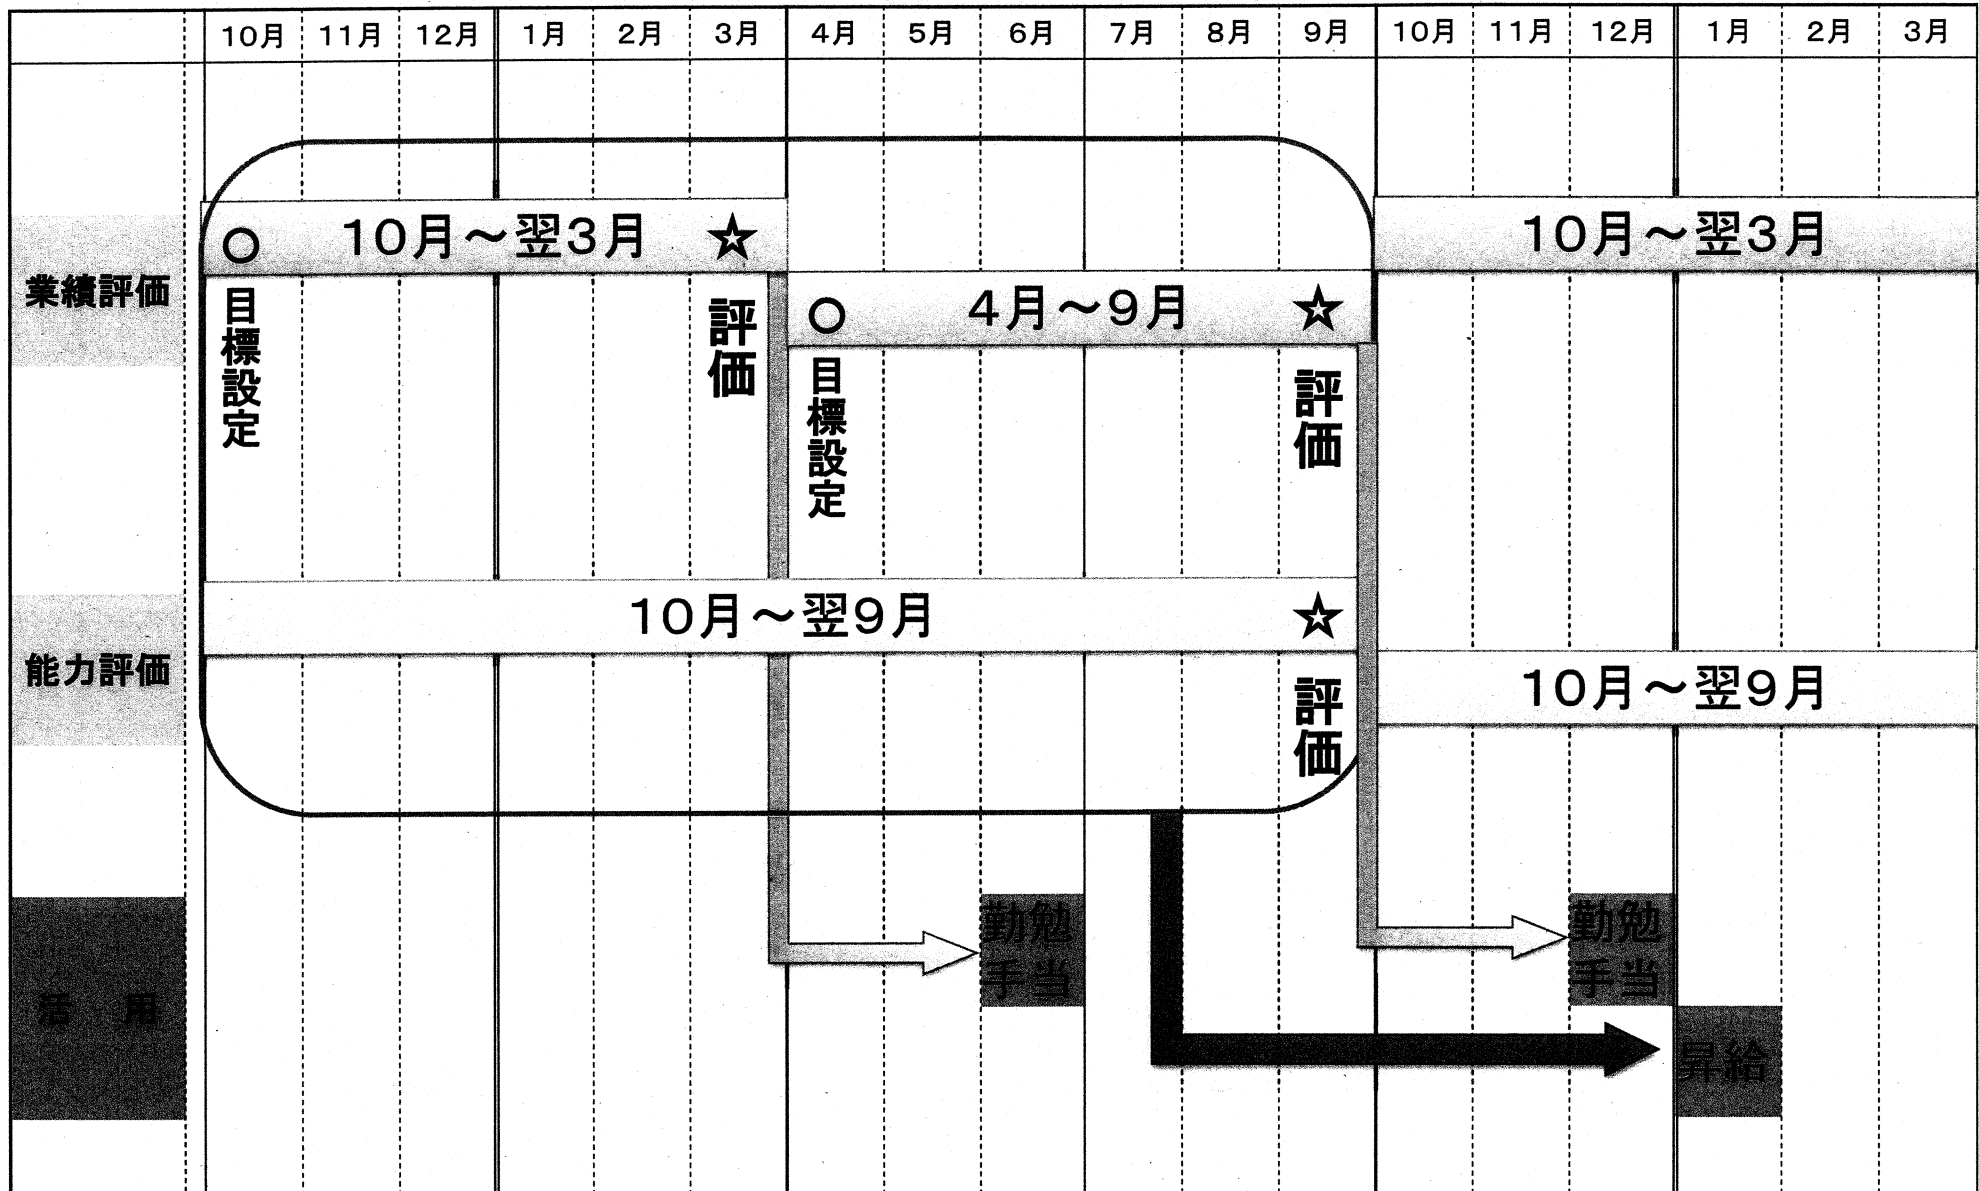 10月 11月 12月 1月 2月 3月 4月 5月 6月 7月 8月 9月 10月 11月 12月 1月 2月 3月
業績評価
○ 10月～翌3月 ☆
目標設定
評価
○ 4月～9月 ☆
目標設定
評価
10月～翌3月
能力評価
10月～翌9月 ☆
評価
10月～翌9月
活用
勤勉
手当
勤勉
手当
昇給